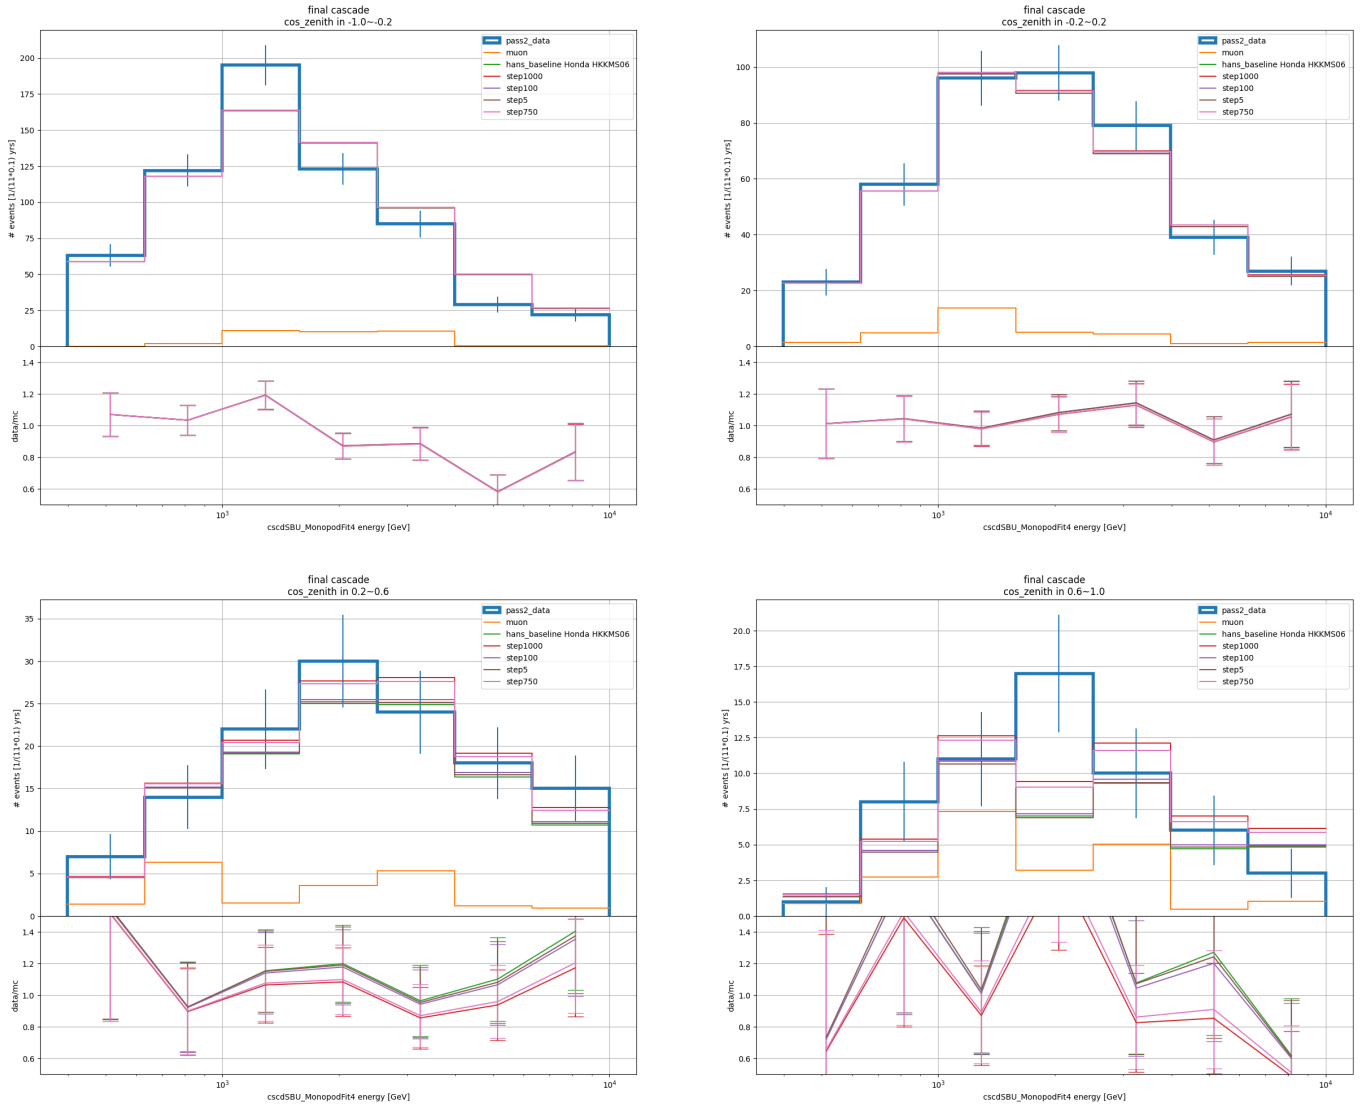 final cascade
cos_zenith in -1.0~-0.2
# events [1/(11*0.1) yrs]
200
175
150
125
100
75
50
25
0
pass2_data
muon
hans_baseline Honda HKKMS06
step1000
step100
step5
step750
data/mc
1.4
1.2
1.0
0.8
0.6
10³
10⁴
cscdSBU_MonopodFit4 energy [GeV]
final cascade
cos_zenith in -0.2~0.2
# events [1/(11*0.1) yrs]
100
80
60
40
20
0
pass2_data
muon
hans_baseline Honda HKKMS06
step1000
step100
step5
step750
data/mc
1.4
1.2
1.0
0.8
0.6
10³
10⁴
cscdSBU_MonopodFit4 energy [GeV]
final cascade
cos_zenith in 0.2~0.6
# events [1/(11*0.1) yrs]
35
30
25
20
15
10
5
0
pass2_data
muon
hans_baseline Honda HKKMS06
step1000
step100
step5
step750
data/mc
1.4
1.2
1.0
0.8
0.6
10³
10⁴
cscdSBU_MonopodFit4 energy [GeV]
final cascade
cos_zenith in 0.6~1.0
# events [1/(11*0.1) yrs]
20.0
17.5
15.0
12.5
10.0
7.5
5.0
2.5
0.0
pass2_data
muon
hans_baseline Honda HKKMS06
step1000
step100
step5
step750
data/mc
1.4
1.2
1.0
0.8
0.6
10³
10⁴
cscdSBU_MonopodFit4 energy [GeV]